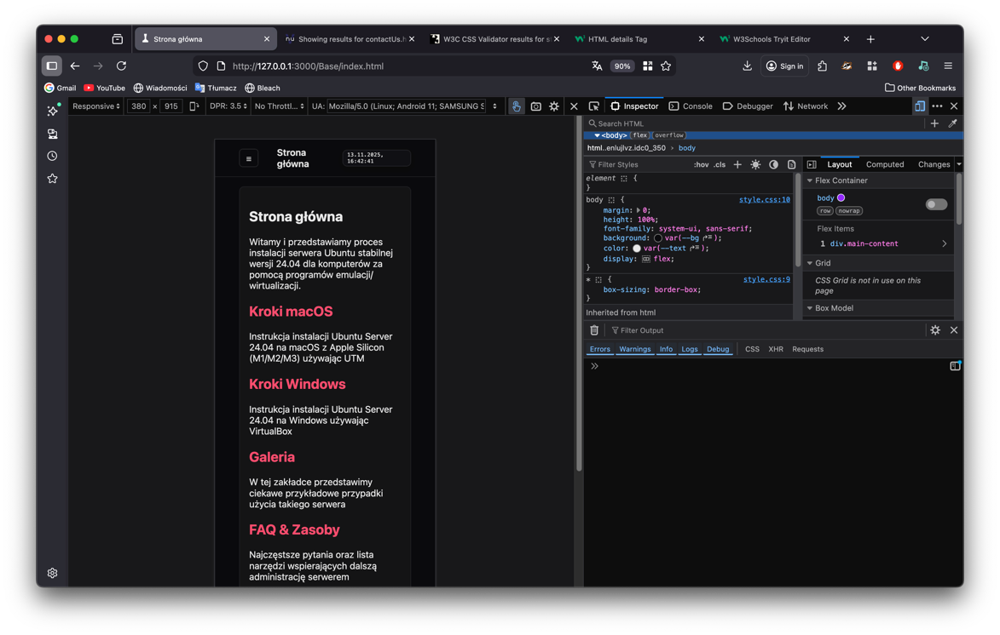 Strona główna
Showing results for contactUs.h
W3C CSS Validator results for s
HTML details Tag
W3Schools Tryit Editor
http://127.0.0.1:3000/Base/index.html
90%
Sign in
Gmail
YouTube
Wiadomości
Tłumacz
Bleach
Other Bookmarks
Responsive
380 × 915
DPR: 3.5
No Throttl...
UA: Mozilla/5.0 (Linux; Android 11; SAMSUNG S
Inspector
Console
Debugger
Network
Search HTML
<body> flex overflow
html..enlujlvz.idc0_350 › body
Filter Styles
:hov .cls
Layout
Computed
Changes
element {
}
body {
style.css:10
margin: 0;
height: 100%;
font-family: system-ui, sans-serif;
background: var(--bg);
color: var(--text);
display: flex;
}
* {
style.css:9
box-sizing: border-box;
}
Inherited from html
Flex Container
body
row nowrap
Flex Items
1 div.main-content
Grid
CSS Grid is not in use on this
page
Box Model
Filter Output
Errors
Warnings
Info
Logs
Debug
CSS
XHR
Requests
Strona
główna
13.11.2025,
16:42:41
Strona główna
Witamy i przedstawiamy proces
instalacji serwera Ubuntu stabilnej
wersji 24.04 dla komputerów za
pomocą programów emulacji/
wirtualizacji.
Kroki macOS
Instrukcja instalacji Ubuntu Server
24.04 na macOS z Apple Silicon
(M1/M2/M3) używając UTM
Kroki Windows
Instrukcja instalacji Ubuntu Server
24.04 na Windows używając
VirtualBox
Galeria
W tej zakładce przedstawimy
ciekawe przykładowe przypadki
użycia takiego serwera
FAQ & Zasoby
Najczęstsze pytania oraz lista
narzędzi wspierających dalszą
administrację serwerem